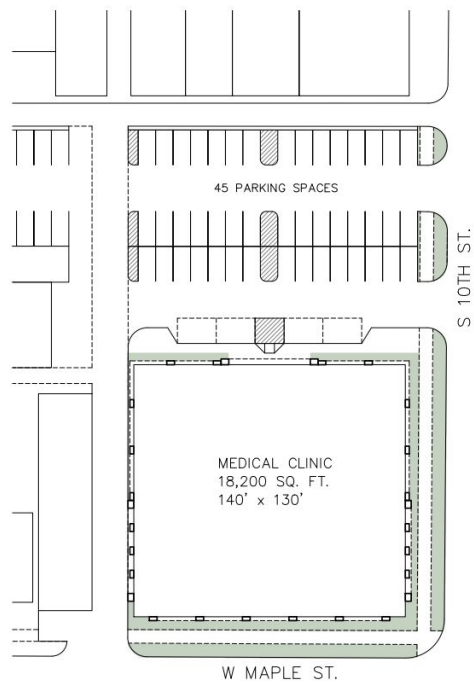 45 PARKING SPACES
S 10TH ST.
MEDICAL CLINIC
18,200 SQ. FT.
140' x 130'
W MAPLE ST.